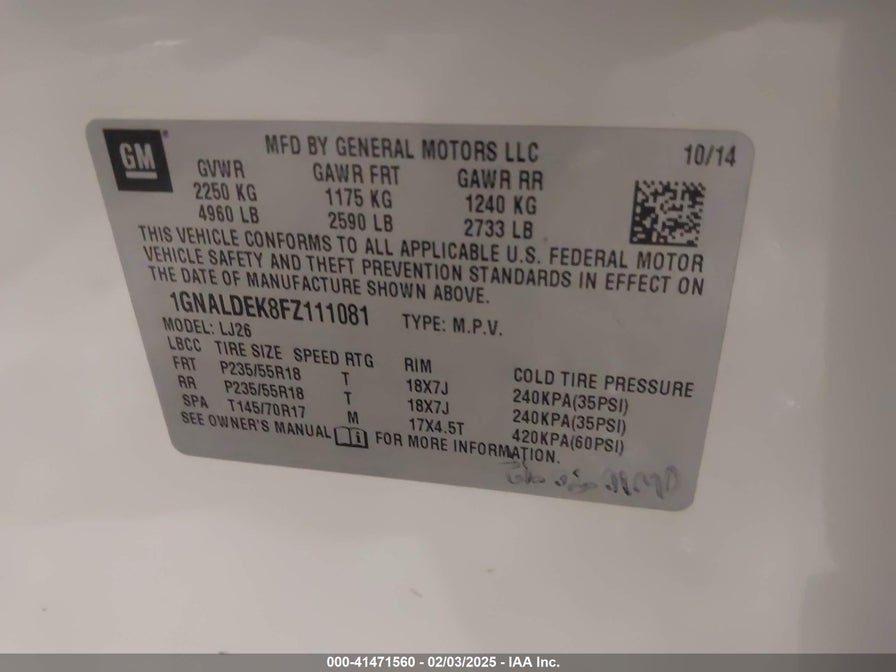 GM
MFD BY GENERAL MOTORS LLC 10/14
GVWR GAWR FRT GAWR RR
2250 KG 1175 KG 1240 KG
4960 LB 2590 LB 2733 LB
THIS VEHICLE CONFORMS TO ALL APPLICABLE U.S. FEDERAL MOTOR
VEHICLE SAFETY AND THEFT PREVENTION STANDARDS IN EFFECT ON
THE DATE OF MANUFACTURE SHOWN ABOVE.
1GNALDEK8FZ111081 TYPE: M.P.V.
MODEL: LJ26
LBCC TIRE SIZE SPEED RTG RIM COLD TIRE PRESSURE
FRT P235/55R18 T 18X7J 240KPA(35PSI)
RR P235/55R18 T 18X7J 240KPA(35PSI)
SPA T145/70R17 M 17X4.5T 420KPA(60PSI)
SEE OWNER'S MANUAL FOR MORE INFORMATION.
000-41471560 - 02/03/2025 - IAA Inc.